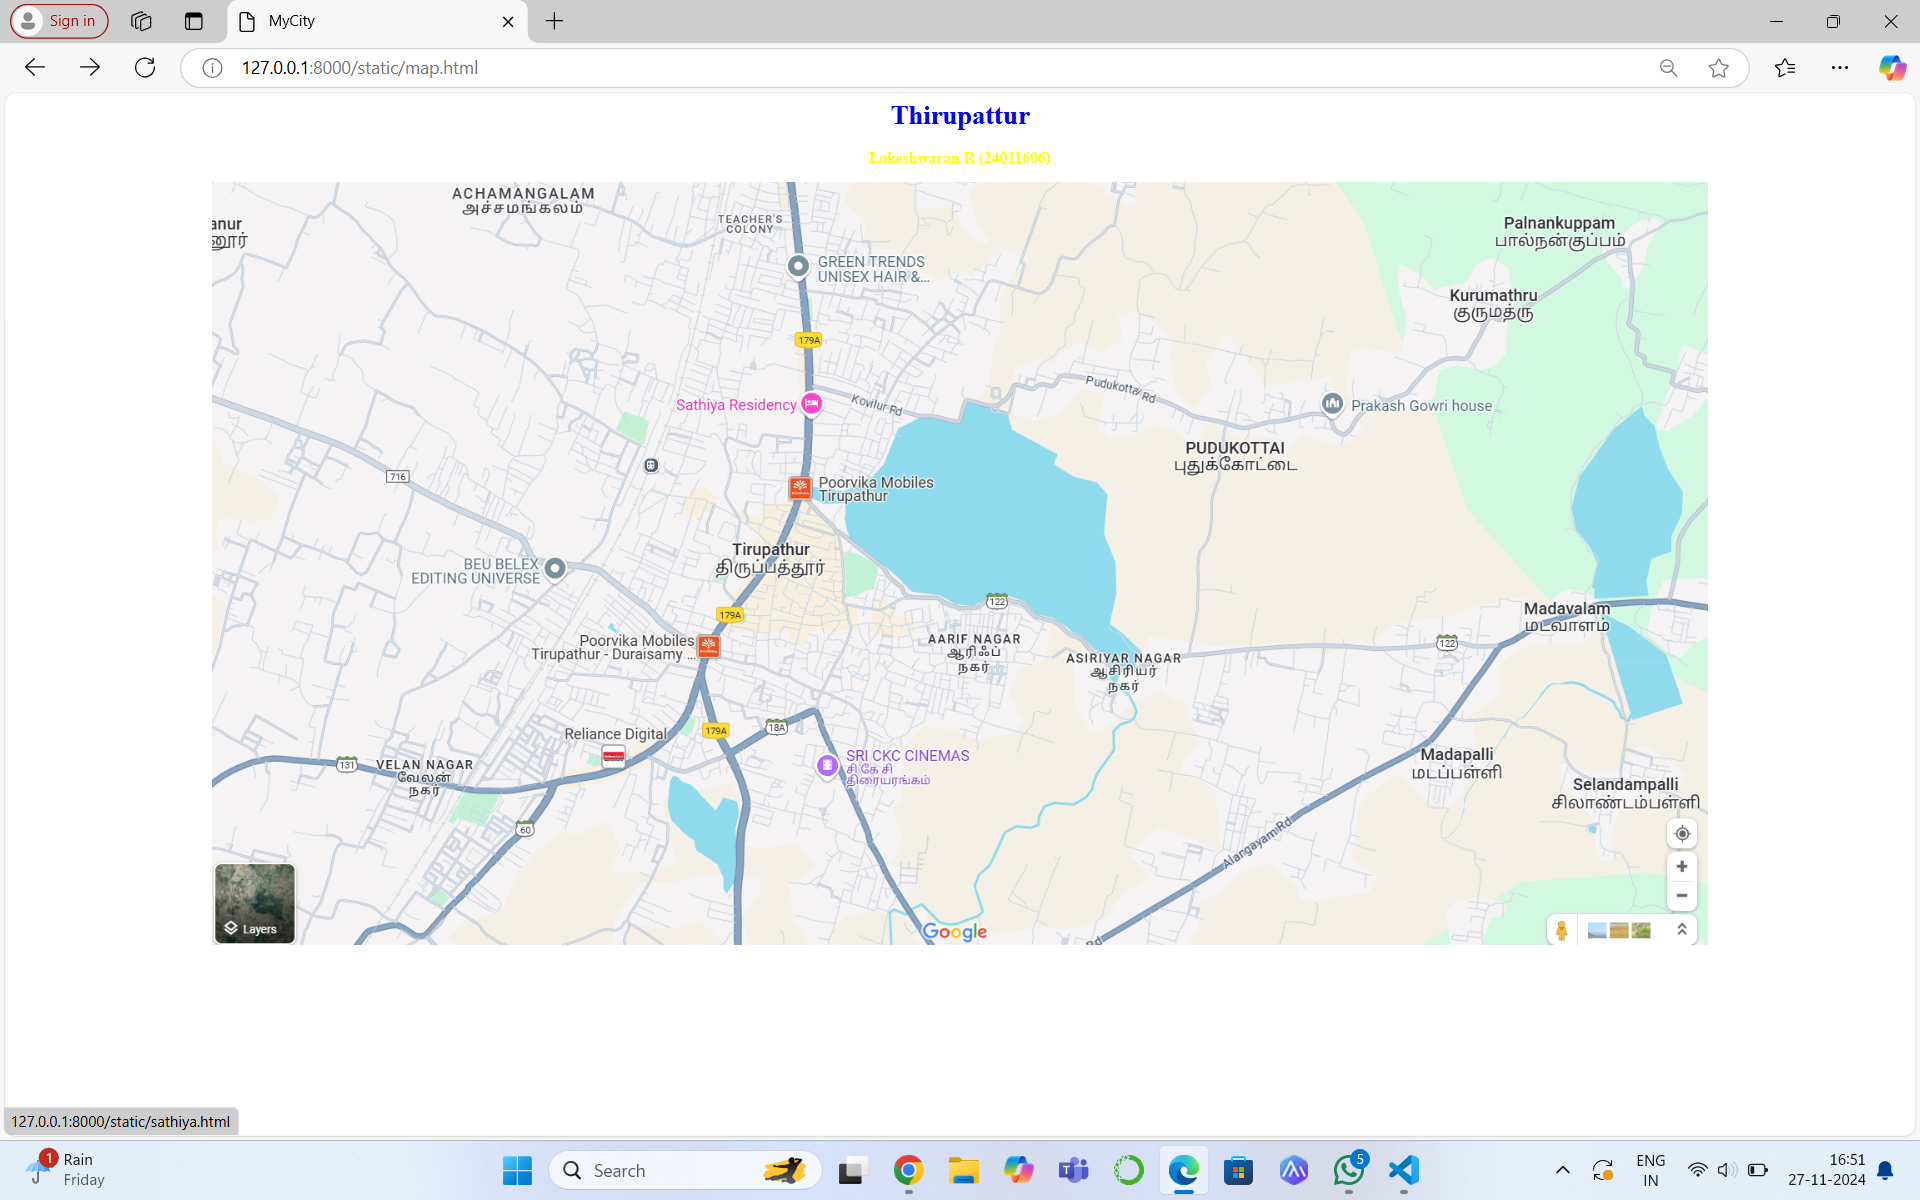 Sign in
MyCity
127.0.0.1:8000/static/map.html
Thirupattur
Lokeshwaran R (24011606)
ACHAMANGALAM
அச்சமங்கலம்
anur
னூர்
TEACHER'S
COLONY
Palnankuppam
பால்நன்குப்பம்
GREEN TRENDS
UNISEX HAIR &...
Kurumathru
குருமத்ரு
179A
Pudukottai Rd
Sathiya Residency
Kovilur Rd
Prakash Gowri house
PUDUKOTTAI
புதுக்கோட்டை
716
Poorvika Mobiles
Tirupathur
Tirupathur
திருப்பத்தூர்
BEU BELEX
EDITING UNIVERSE
122
179A
Madavalam
மடவாளம்
Poorvika Mobiles
Tirupathur - Duraisamy ...
AARIF NAGAR
ஆரிஃப்
நகர்
122
ASIRIYAR NAGAR
ஆசிரியர்
நகர்
Reliance Digital
179A
18A
SRI CKC CINEMAS
சி கே சி
திரையரங்கம்
131
VELAN NAGAR
வேலன்
நகர்
Madapalli
மடப்பள்ளி
Selandampalli
சிலாண்டம்பள்ளி
60
Alangayam Rd
Layers
Google
Rd
127.0.0.1:8000/static/sathiya.html
1
Rain
Friday
Search
5
ENG
IN
16:51
27-11-2024